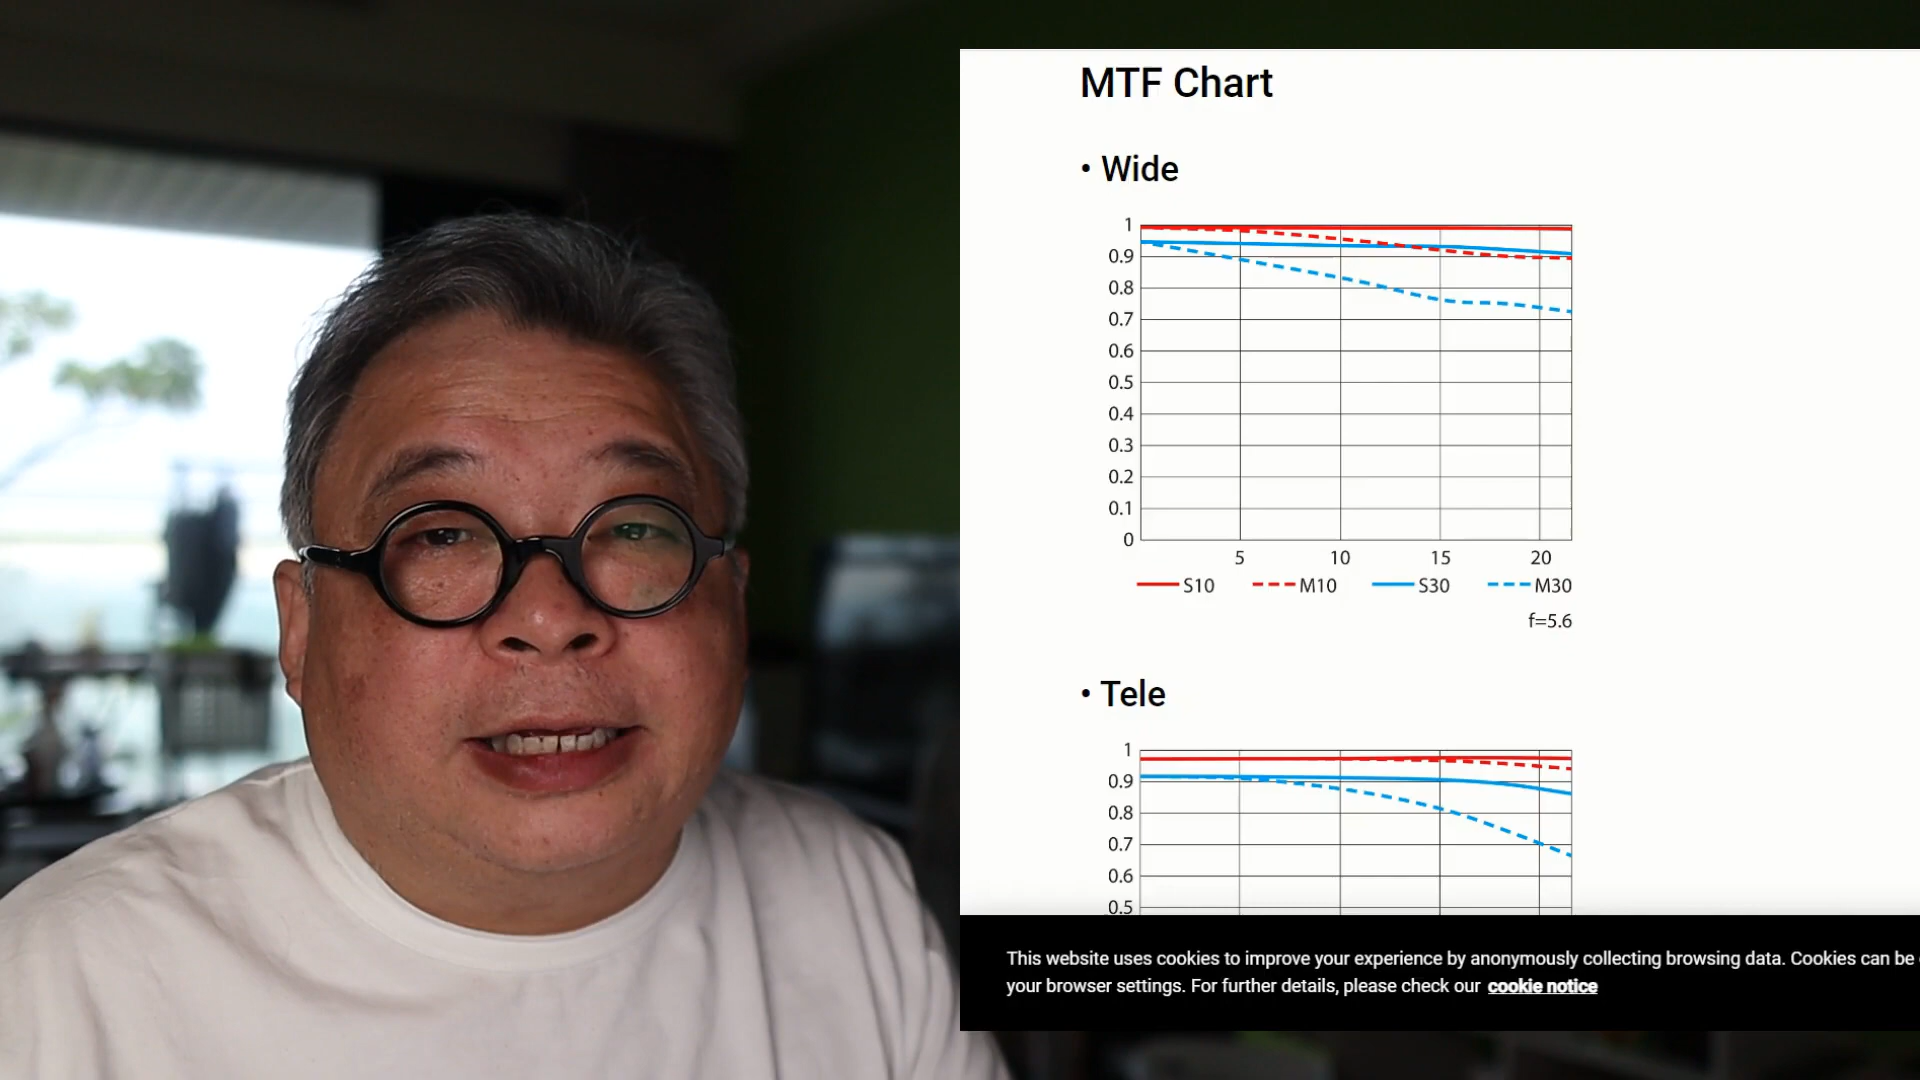 MTF Chart
• Wide
1
0.9
0.8
0.7
0.6
0.5
0.4
0.3
0.2
0.1
0
5 10 15 20
S10 M10 S30 M30
f=5.6
• Tele
1
0.9
0.8
0.7
0.6
0.5
This website uses cookies to improve your experience by anonymously collecting browsing data. Cookies can be
your browser settings. For further details, please check our cookie notice